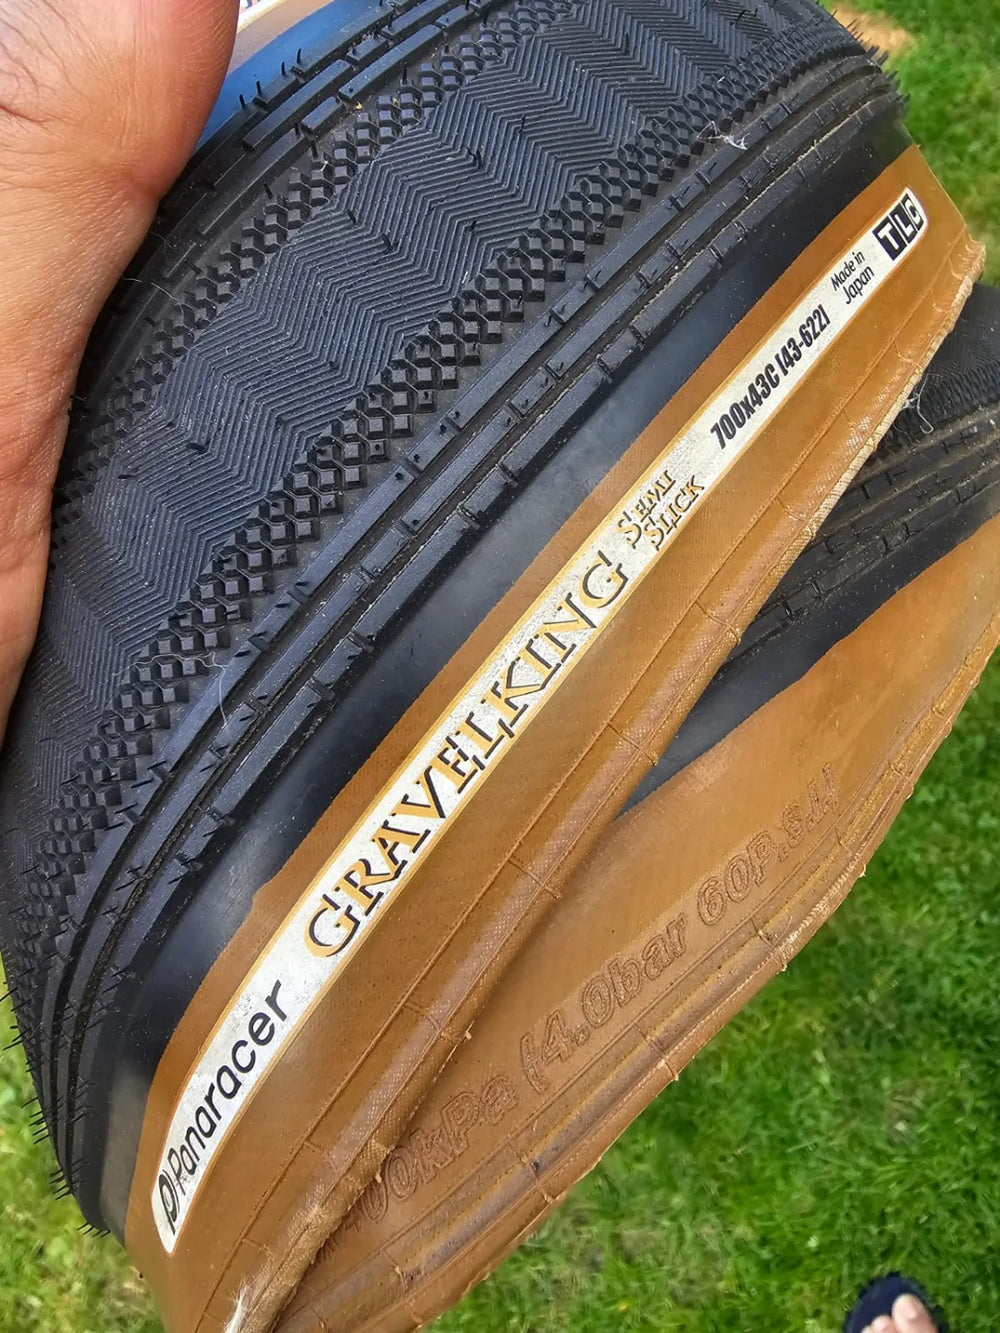 Panaracer GRAVELKING SEMI SLICK 700x43C [43-622] Made in Japan TLC
400kPa (4.0bar 60P.S.I)